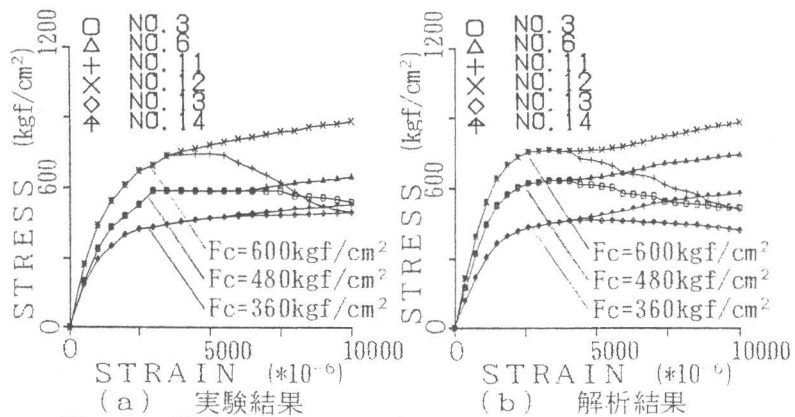 1200
600
0
STRESS (kgf/cm²)
NO.3
NO.6
NO.11
NO.12
NO.13
NO.14
Fc=600kgf/cm²
Fc=480kgf/cm²
Fc=360kgf/cm²
0 5000 10000
STRAIN (*10⁻⁶)
(a) 実験結果
1200
600
0
STRESS (kgf/cm²)
NO.3
NO.6
NO.11
NO.12
NO.13
NO.14
Fc=600kgf/cm²
Fc=480kgf/cm²
Fc=360kgf/cm²
0 5000 10000
STRAIN (*10⁻⁶)
(b) 解析結果